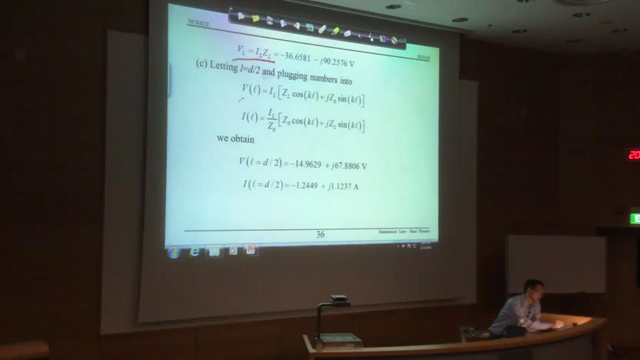 V_L = I_L Z_L = −36.6581 − j90.2576 V
(c) Letting l=d/2 and plugging numbers into
V(ℓ) = I_L [Z_L cos(kℓ) + jZ_0 sin(kℓ)]
I(ℓ) = I_L/Z_0 [Z_0 cos(kℓ) + jZ_L sin(kℓ)]
we obtain
V(ℓ = d / 2) = −14.9629 + j67.8806 V
I(ℓ = d / 2) = −1.2449 + j1.1237 A
36
20